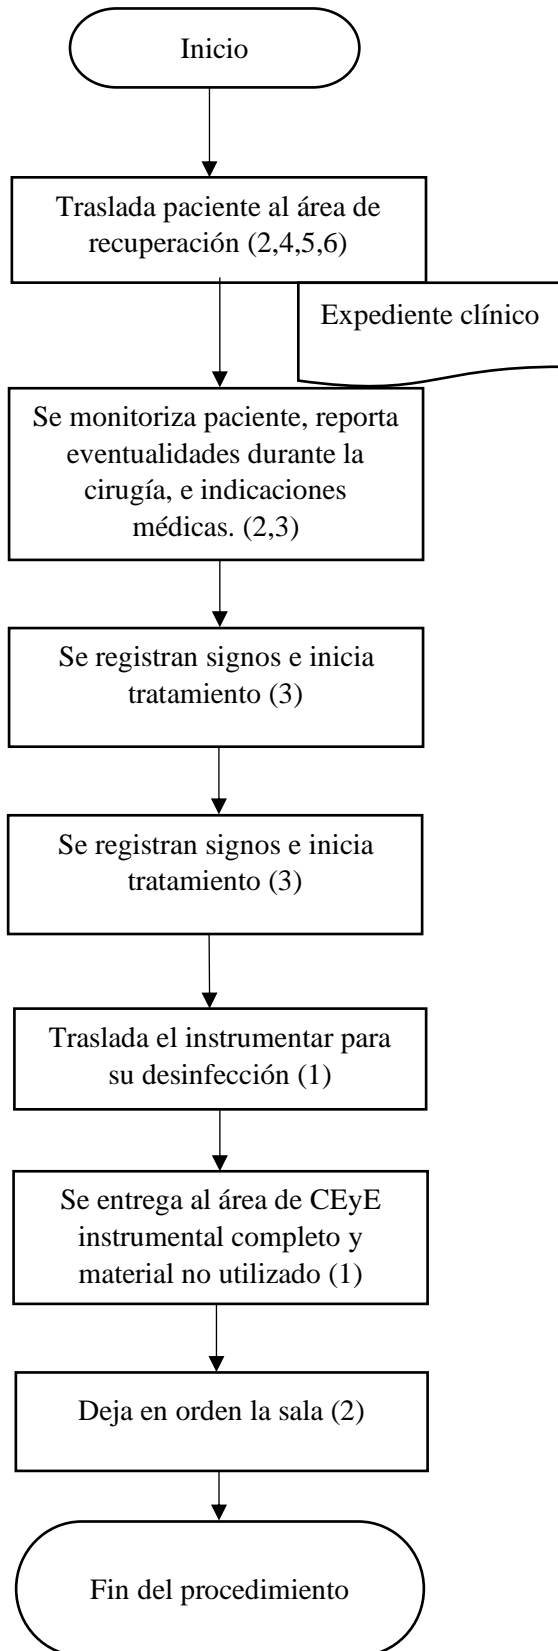 Inicio
Traslada paciente al área de
recuperación (2,4,5,6)
Expediente clínico
Se monitoriza paciente, reporta
eventualidades durante la
cirugía, e indicaciones
médicas. (2,3)
Se registran signos e inicia
tratamiento (3)
Se registran signos e inicia
tratamiento (3)
Traslada el instrumentar para
su desinfección (1)
Se entrega al área de CEyE
instrumental completo y
material no utilizado (1)
Deja en orden la sala (2)
Fin del procedimiento